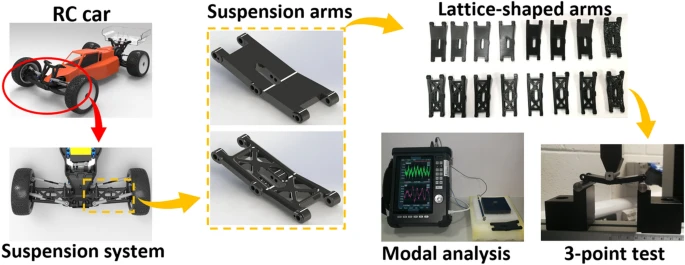 RC car
Suspension arms
Lattice-shaped arms
Suspension system
Modal analysis
3-point test